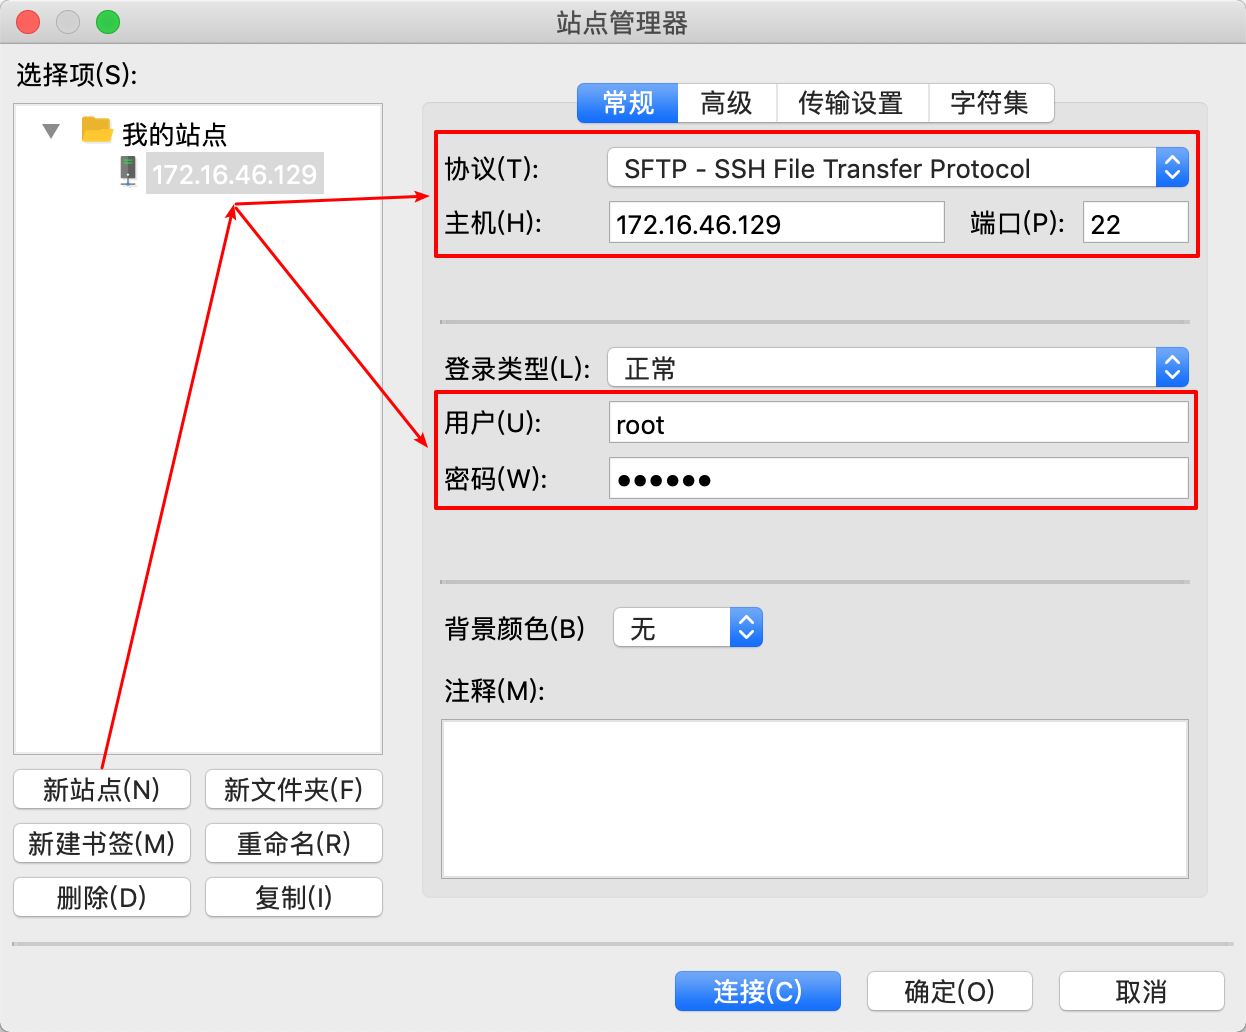 站点管理器
选择项(S):
我的站点
172.16.46.129
常规 高级 传输设置 字符集
协议(T): SFTP - SSH File Transfer Protocol
主机(H): 172.16.46.129 端口(P): 22
登录类型(L): 正常
用户(U): root
密码(W): ●●●●●●
背景颜色(B) 无
注释(M):
新站点(N) 新文件夹(F)
新建书签(M) 重命名(R)
删除(D) 复制(I)
连接(C) 确定(O) 取消